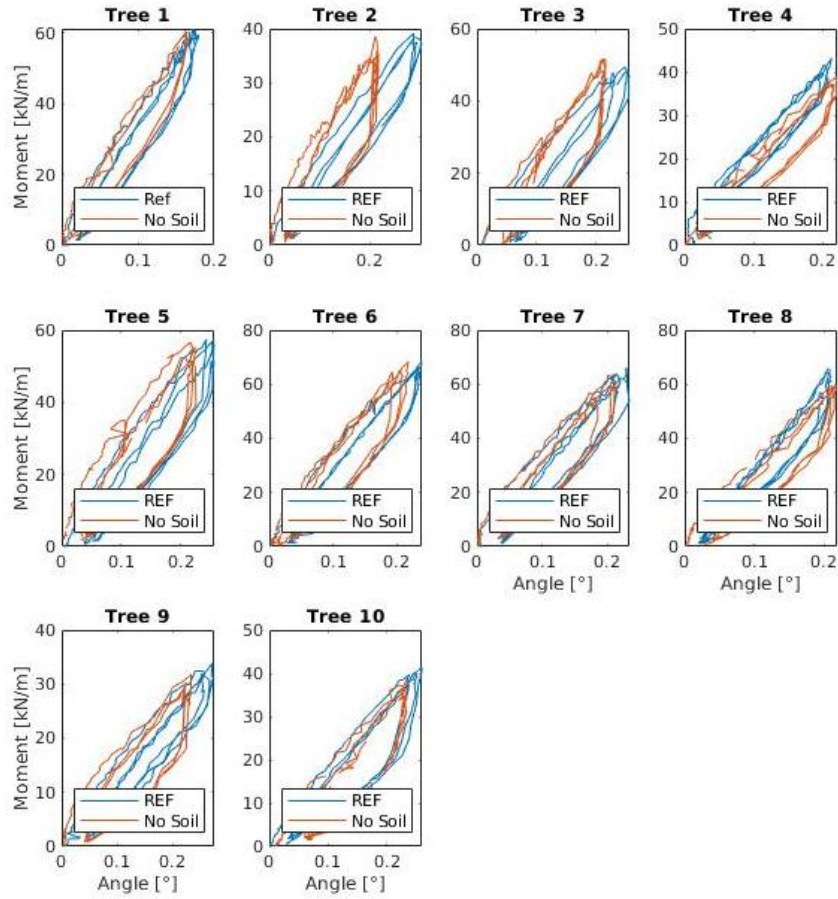 Tree 1
Tree 2
Tree 3
Tree 4
Moment [kN/m]
60
40
20
0
Ref
No Soil
0
0.1
0.2
40
30
20
10
0
REF
No Soil
0
0.1
0.2
60
40
20
0
REF
No Soil
0
0.1
0.2
50
40
30
20
10
0
REF
No Soil
0
0.1
0.2
Tree 5
Tree 6
Tree 7
Tree 8
Moment [kN/m]
60
40
20
0
REF
No Soil
0
0.1
0.2
80
60
40
20
0
REF
No Soil
0
0.1
0.2
80
60
40
20
0
REF
No Soil
0
0.1
0.2
Angle [°]
80
60
40
20
0
REF
No Soil
0
0.1
0.2
Angle [°]
Tree 9
Tree 10
Moment [kN/m]
40
30
20
10
0
REF
No Soil
0
0.1
0.2
Angle [°]
50
40
30
20
10
0
REF
No Soil
0
0.1
0.2
Angle [°]